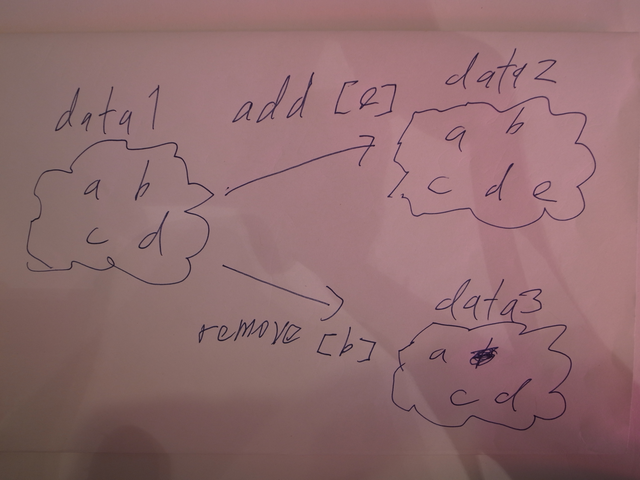 data1
a b
c d
add [e]
data2
a b
c d e
remove [b]
data3
a
c d